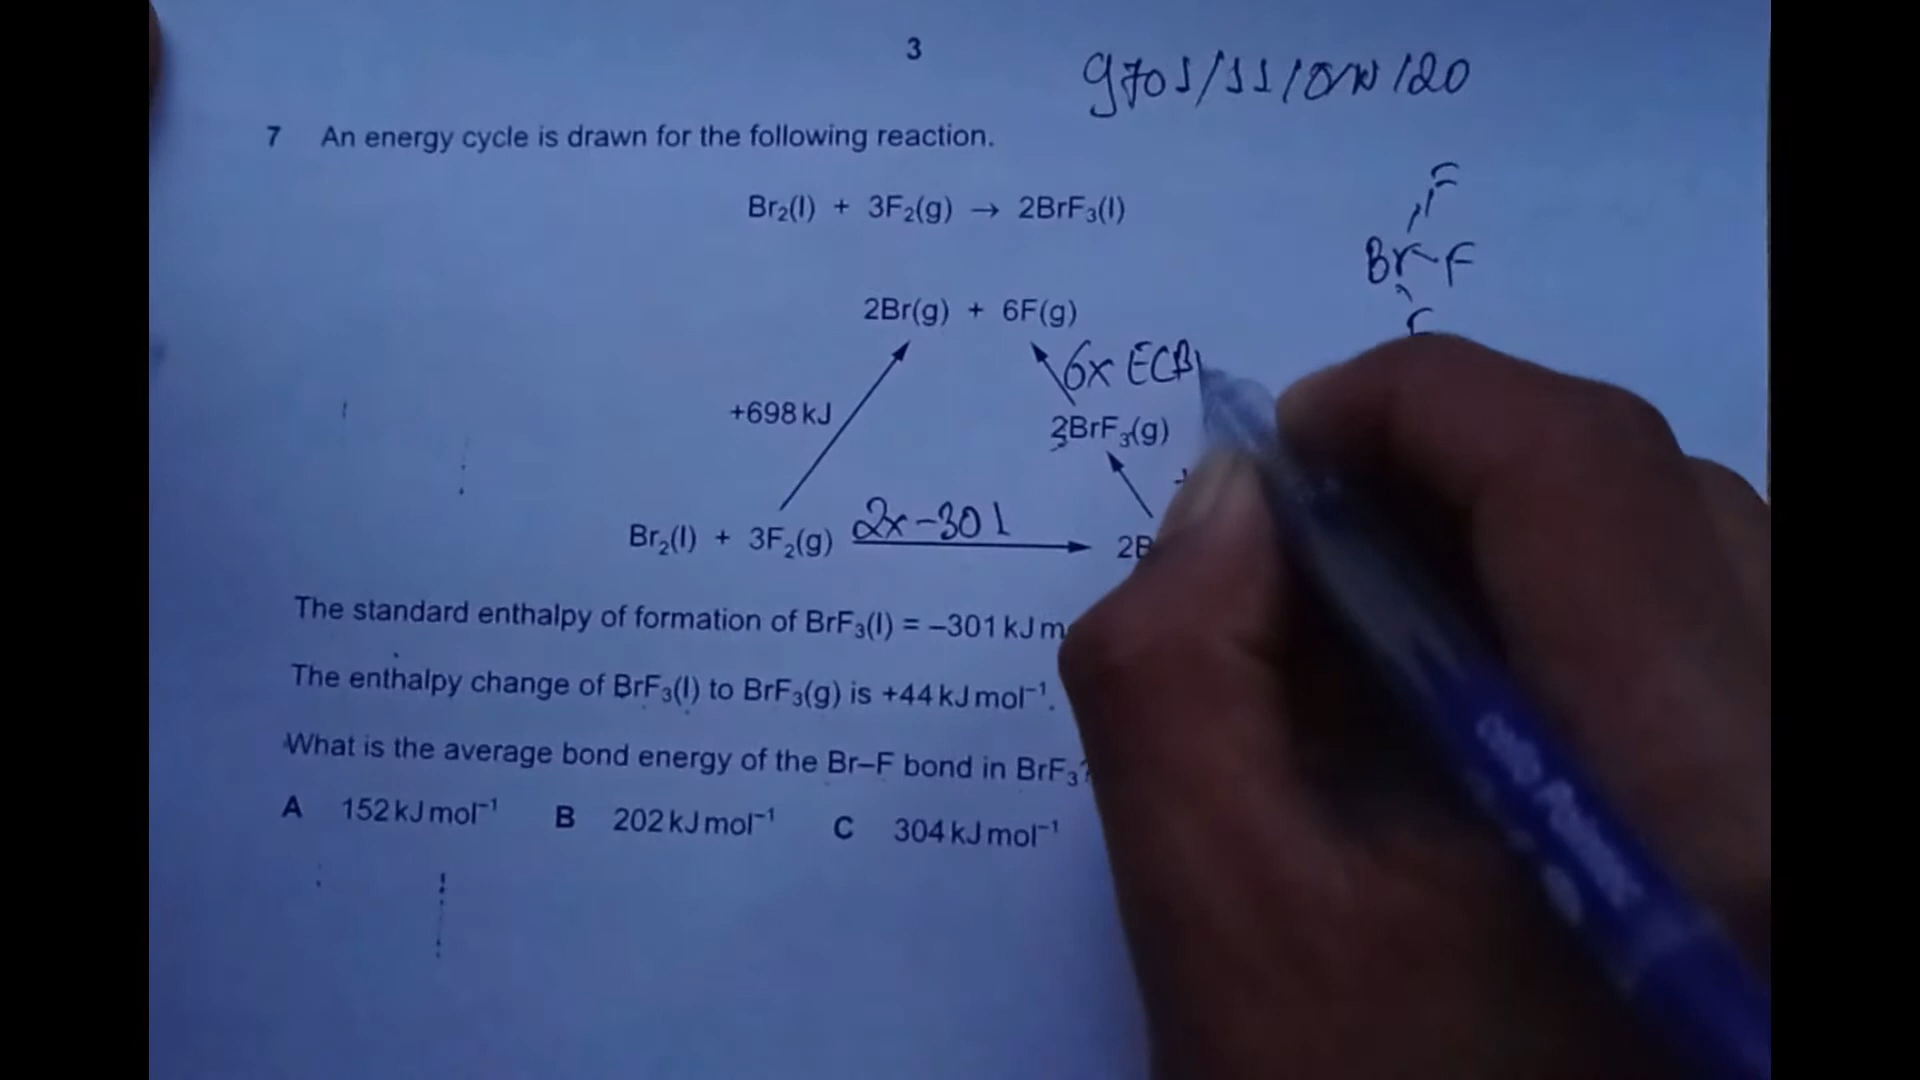 3
9701/11/ON/20
7 An energy cycle is drawn for the following reaction.
Br₂(l) + 3F₂(g) → 2BrF₃(l)
F
Br-F
F
2Br(g) + 6F(g)
6x E(B
+698 kJ
2BrF₃(g)
2x-301
Br₂(l) + 3F₂(g)
2B
The standard enthalpy of formation of BrF₃(l) = –301 kJ m
The enthalpy change of BrF₃(l) to BrF₃(g) is +44 kJ mol⁻¹.
What is the average bond energy of the Br–F bond in BrF₃?
A 152 kJ mol⁻¹ B 202 kJ mol⁻¹ C 304 kJ mol⁻¹